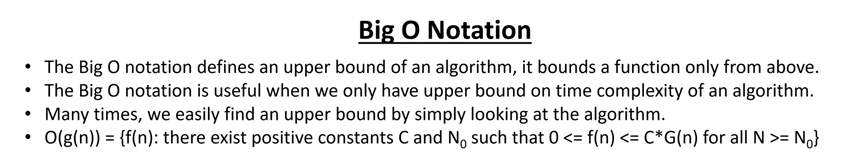 Big O Notation
• The Big O notation defines an upper bound of an algorithm, it bounds a function only from above.
• The Big O notation is useful when we only have upper bound on time complexity of an algorithm.
• Many times, we easily find an upper bound by simply looking at the algorithm.
• O(g(n)) = {f(n): there exist positive constants C and N₀ such that 0 <= f(n) <= C*G(n) for all N >= N₀}